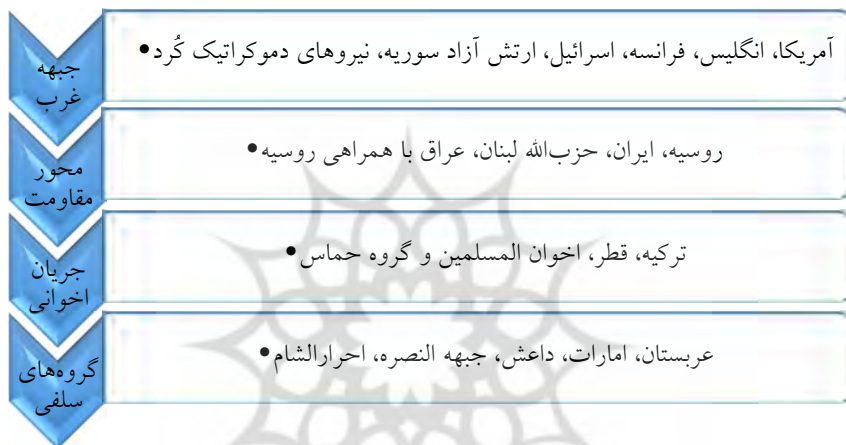 جبهه
غرب
آمریکا، انگلیس، فرانسه، اسرائیل، ارتش آزاد سوریه، نیروهای دموکراتیک کُرد•
محور
مقاومت
روسیه، ایران، حزب‌الله لبنان، عراق با همراهی روسیه•
جریان
اخوانی
ترکیه، قطر، اخوان المسلمین و گروه حماس•
گروه‌های
سلفی
عربستان، امارات، داعش، جبهه النصره، احرارالشام•